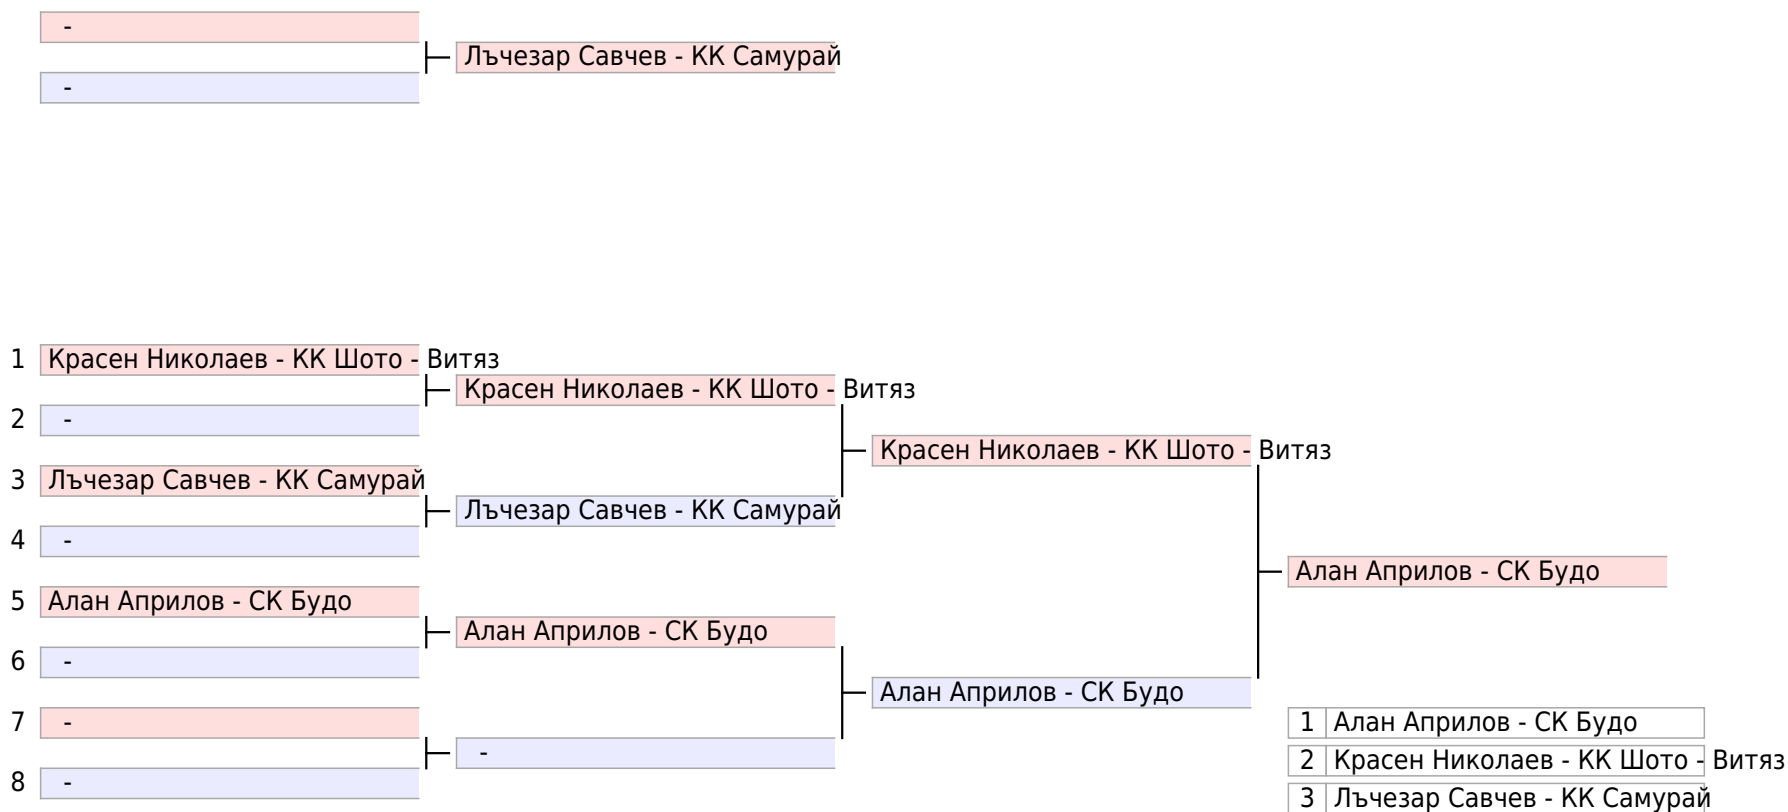 -
Лъчезар Савчев - КК Самурай
-
1 Красен Николаев - КК Шото - Витяз
Красен Николаев - КК Шото - Витяз
2 -
Красен Николаев - КК Шото - Витяз
3 Лъчезар Савчев - КК Самурай
Лъчезар Савчев - КК Самурай
4 -
Алан Априлов - СК Будо
5 Алан Априлов - СК Будо
Алан Априлов - СК Будо
6 -
Алан Априлов - СК Будо
7 -
-
8 -
1 Алан Априлов - СК Будо
2 Красен Николаев - КК Шото - Витяз
3 Лъчезар Савчев - КК Самурай